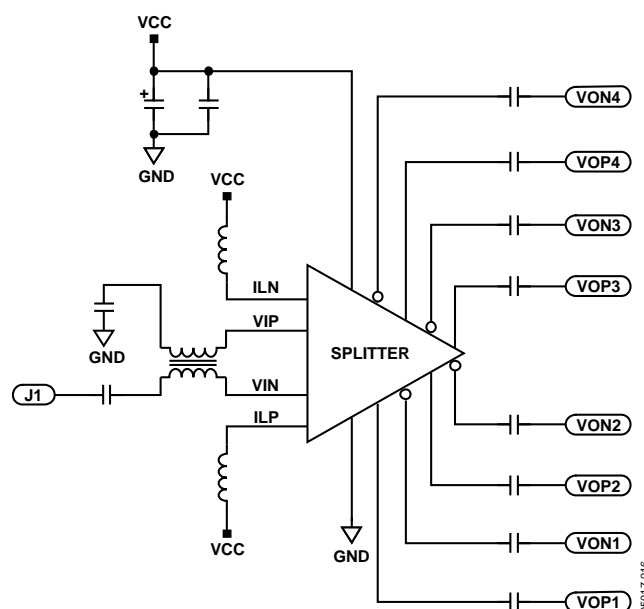 VCC
VON4
VOP4
GND
VCC
VON3
ILN
VOP3
VIP
GND
SPLITTER
J1
VIN
ILP
VON2
VOP2
VCC
GND
VON1
VOP1